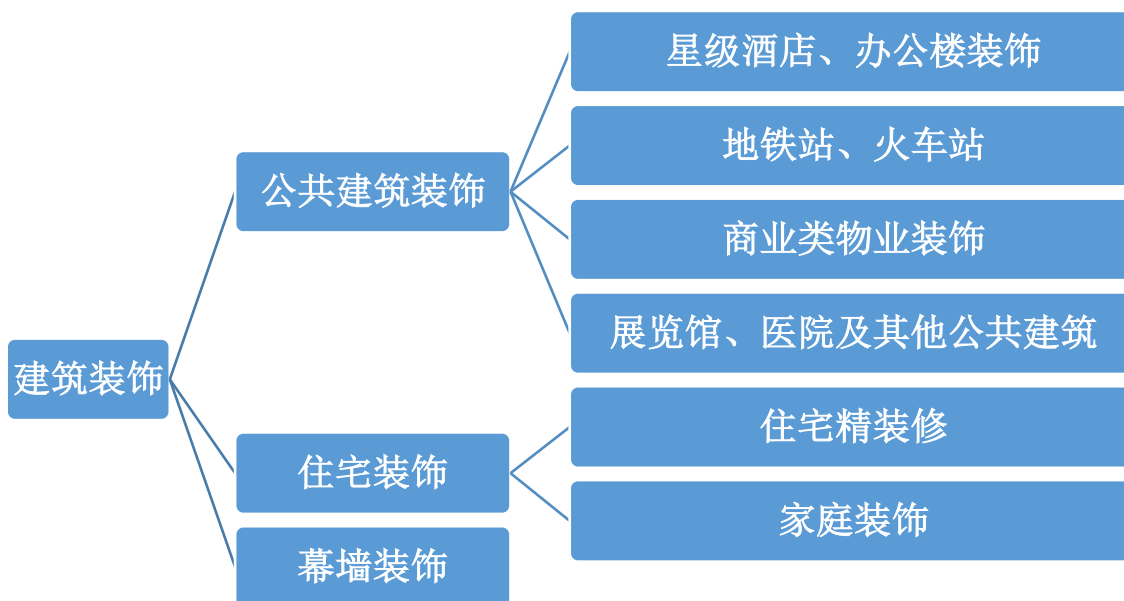 建筑装饰
公共建筑装饰
星级酒店、办公楼装饰
地铁站、火车站
商业类物业装饰
展览馆、医院及其他公共建筑
住宅装饰
住宅精装修
家庭装饰
幕墙装饰